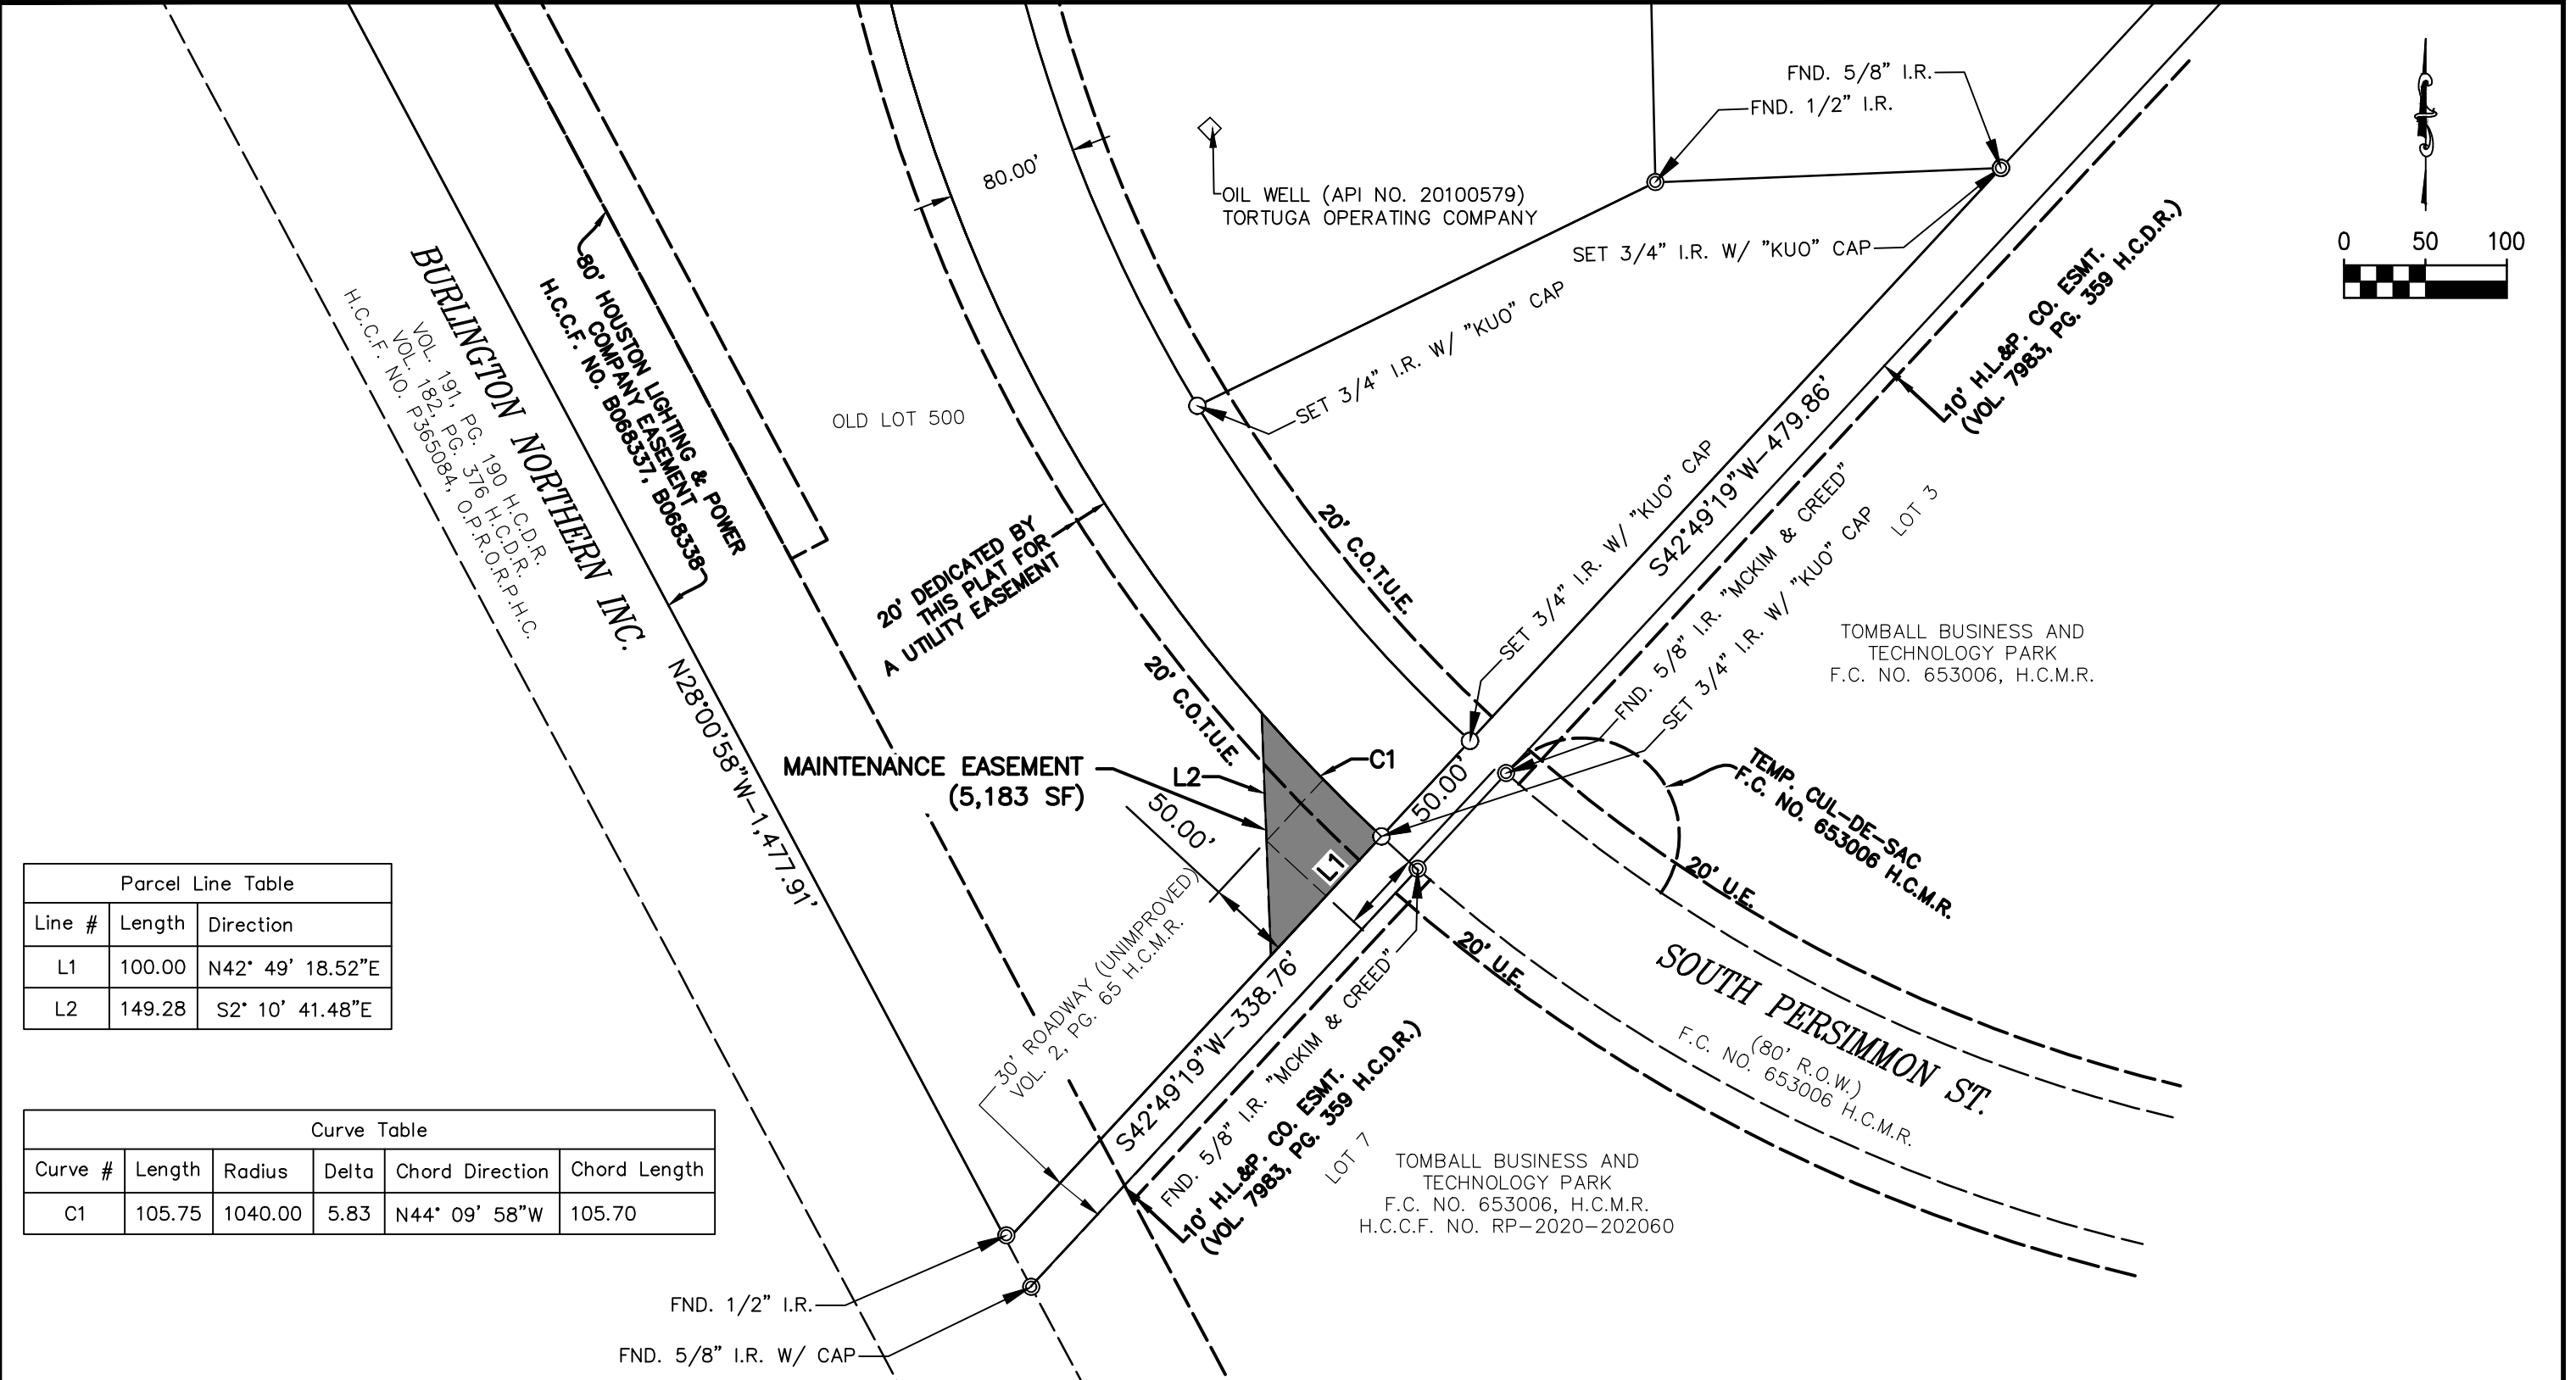 FND. 5/8" I.R.
FND. 1/2" I.R.
80.00'
OIL WELL (API NO. 20100579)
TORTUGA OPERATING COMPANY
SET 3/4" I.R. W/ "KUO" CAP
0 50 100
10' H.L.&P. CO. ESMT.
(VOL. 7983, PG. 359 H.C.D.R.)
BURLINGTON NORTHERN INC.
VOL. 191, PG. 190 H.C.D.R.
VOL. 182, PG. 376 H.C.D.R.
H.C.C.F. NO. P365084, O.P.R.O.R.P.H.C.
80' HOUSTON LIGHTING & POWER
COMPANY EASEMENT
H.C.C.F. NO. B068337, B068338
OLD LOT 500
SET 3/4" I.R. W/ "KUO" CAP
20' C.O.T.U.E.
20' DEDICATED BY
THIS PLAT FOR
A UTILITY EASEMENT
SET 3/4" I.R. W/ "KUO" CAP
S42°49'19"W-479.86'
FND. 5/8" I.R. "MCKIM & CREED"
SET 3/4" I.R. W/ "KUO" CAP
LOT 3
TOMBALL BUSINESS AND
TECHNOLOGY PARK
F.C. NO. 653006, H.C.M.R.
N28°00'58"W-1,477.91'
20' C.O.T.U.E.
MAINTENANCE EASEMENT
(5,183 SF)
L2
C1
50.00'
50.00'
L1
TEMP. CUL-DE-SAC
F.C. NO. 653006 H.C.M.R.
20' U.E.
20' U.E.
SOUTH PERSIMMON ST.
(80' R.O.W.)
F.C. NO. 653006 H.C.M.R.
30' ROADWAY (UNIMPROVED)
VOL. 2, PG. 65 H.C.M.R.
S42°49'19"W-338.76'
FND. 5/8" I.R. "MCKIM & CREED"
10' H.L.&P. CO. ESMT.
(VOL. 7983, PG. 359 H.C.D.R.)
LOT 7
TOMBALL BUSINESS AND
TECHNOLOGY PARK
F.C. NO. 653006, H.C.M.R.
H.C.C.F. NO. RP-2020-202060
Parcel Line Table
Line # Length Direction
L1 100.00 N42° 49' 18.52"E
L2 149.28 S2° 10' 41.48"E
Curve Table
Curve # Length Radius Delta Chord Direction Chord Length
C1 105.75 1040.00 5.83 N44° 09' 58"W 105.70
FND. 1/2" I.R.
FND. 5/8" I.R. W/ CAP